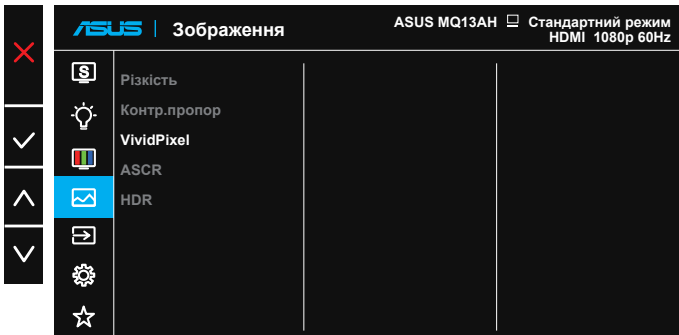 ASUS Зображення
ASUS MQ13AH Стандартний режим
HDMI 1080p 60Hz
S
Різкість
Контр.пропор
VividPixel
ASCR
HDR